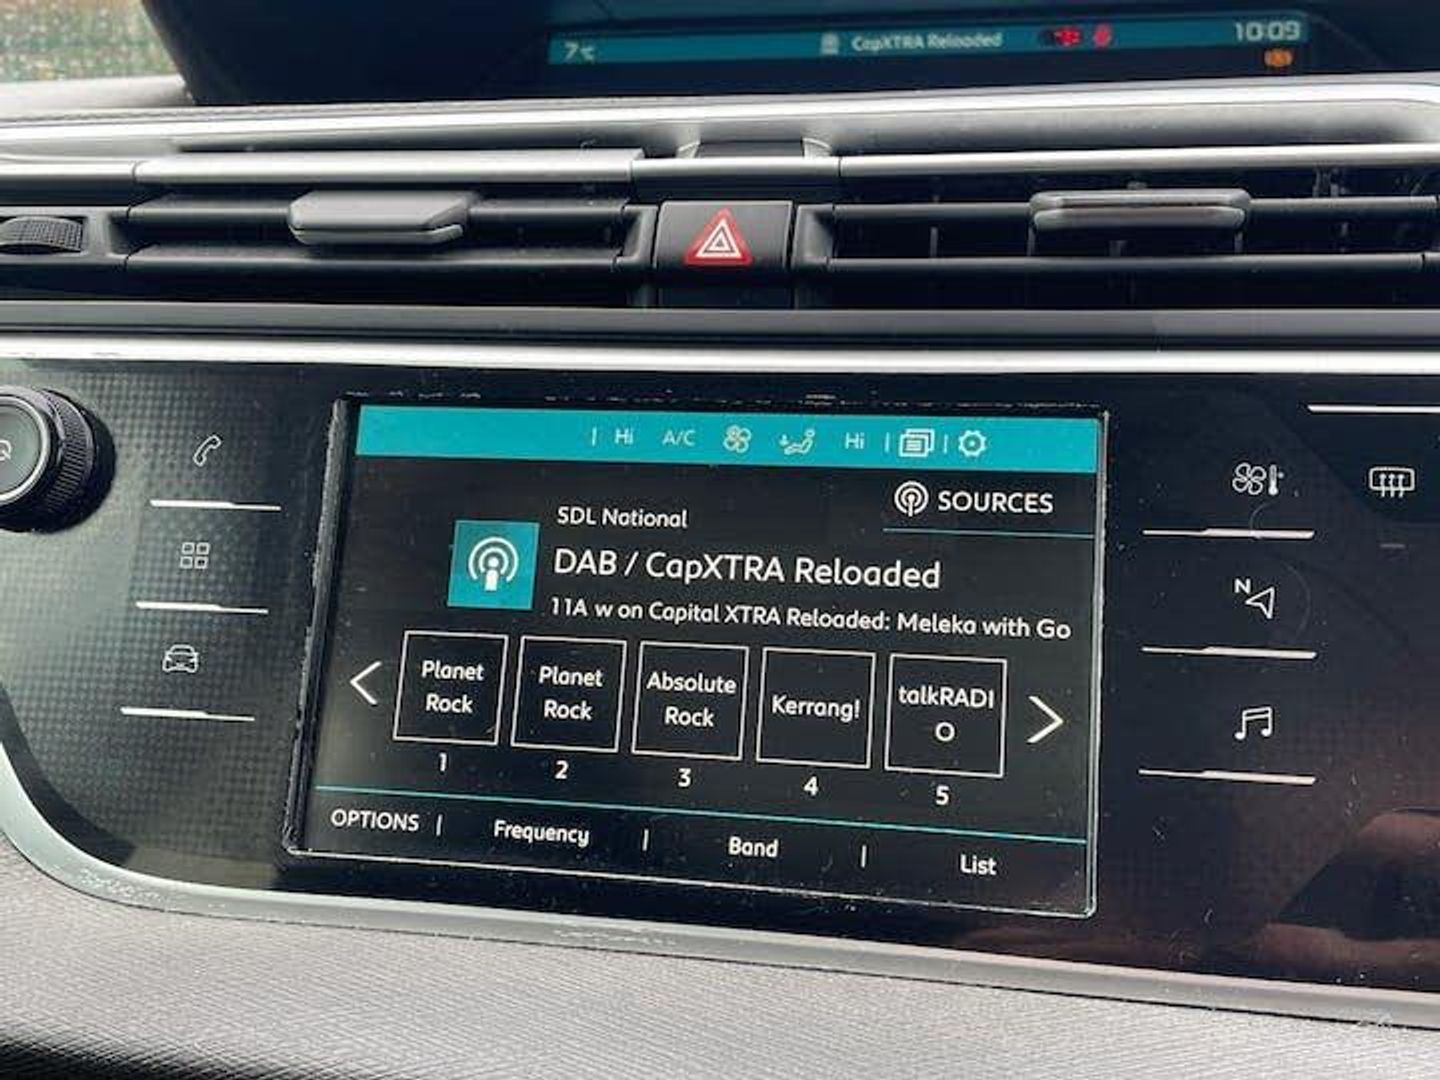 7°C CapXTRA Reloaded 10:09
Hi A/C Hi
SOURCES
SDL National
DAB / CapXTRA Reloaded
11A w on Capital XTRA Reloaded: Meleka with Go
Planet
Rock
Planet
Rock
Absolute
Rock
Kerrang!
talkRADI
O
1 2 3 4 5
OPTIONS Frequency Band List
N